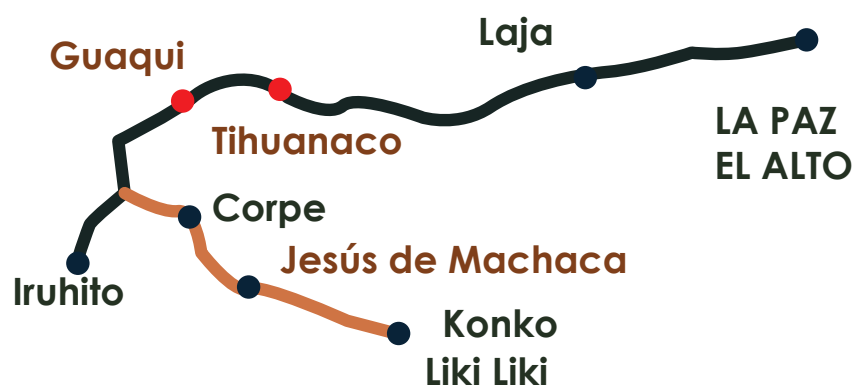 Laja
Guaqui
LA PAZ
EL ALTO
Tihuanaco
Corpe
Jesús de Machaca
Iruhito
Konko
Liki Liki